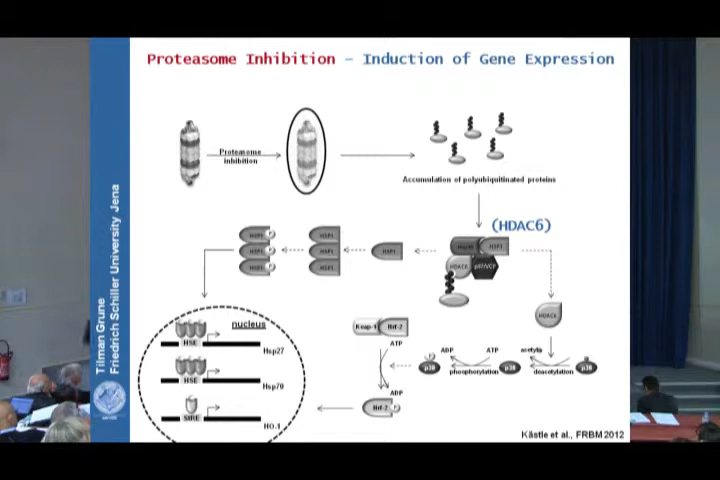 Proteasome Inhibition – Induction of Gene Expression
Proteasome
inhibition
Accumulation of polyubiquitinated proteins
(HDAC6)
HSF1
HSF1
HSF1
P
P
P
HSF1
HSF1
HSF1
HSF1
HSF1
HDAC6
p97/VCP
HDAC6
nucleus
HSE
Hsp27
HSE
Hsp70
StRE
HO-1
Keap-1
Nrf-2
ATP
ADP
Nrf-2
P
ADP
ATP
acetyls
P
p38
p38
p38
phosphorylation
deacetylation
Kästle et al., FRBM 2012
Tilman Grune
Friedrich Schiller University Jena